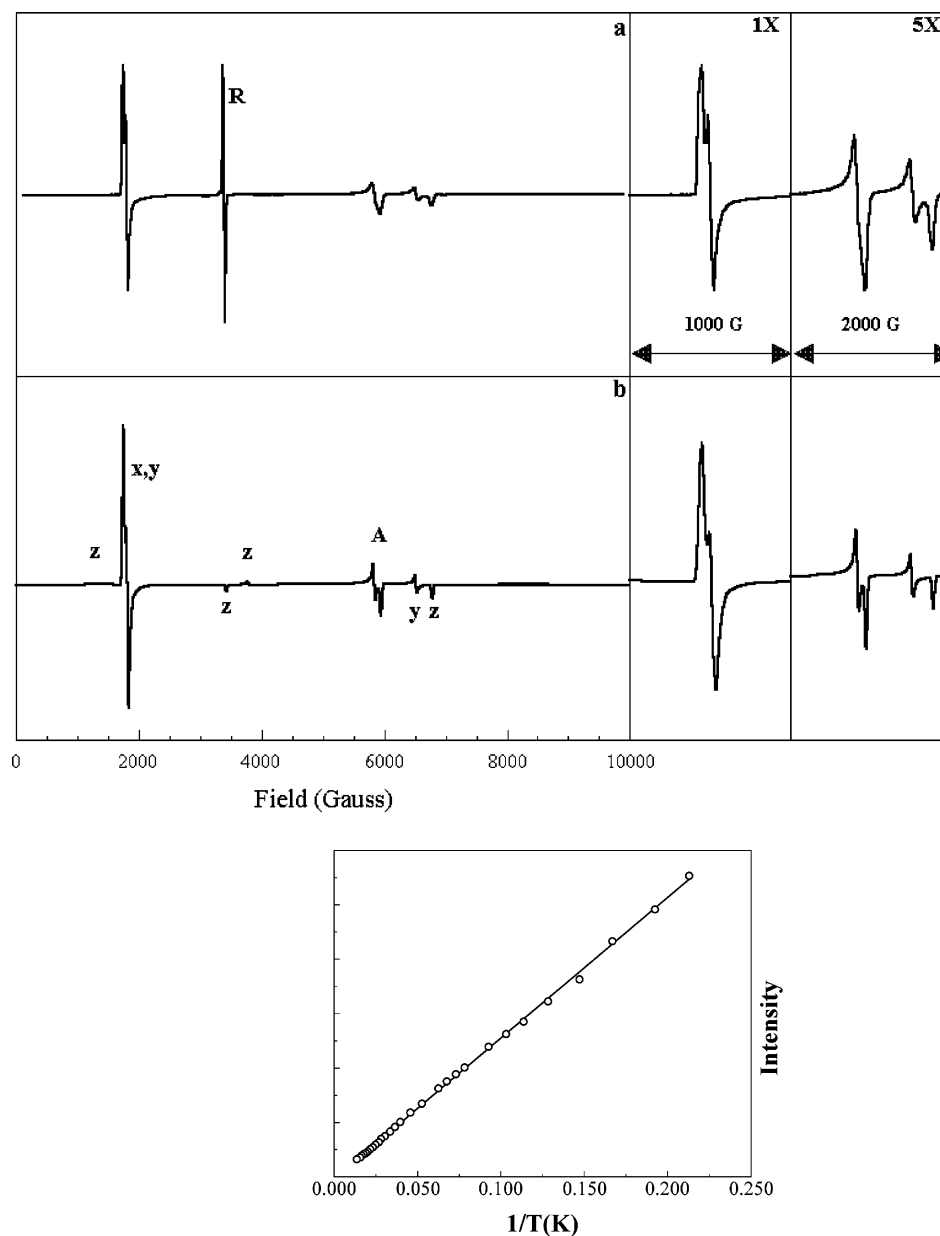 a
1X
5X
R
1000 G
2000 G
b
x,y
z
z
A
z
y
z
0
2000
4000
6000
8000
10000
Field (Gauss)
Intensity
0.000
0.050
0.100
0.150
0.200
0.250
1/T(K)